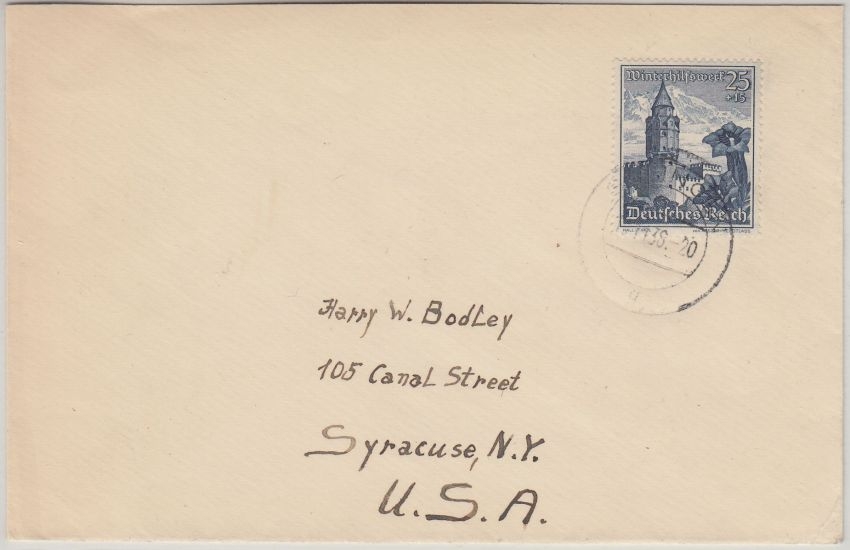 Winterhilfswerk 25
+15
Deutsches Reich
Harry W. Bodley
105 Canal Street
Syracuse, N.Y.
U.S.A.